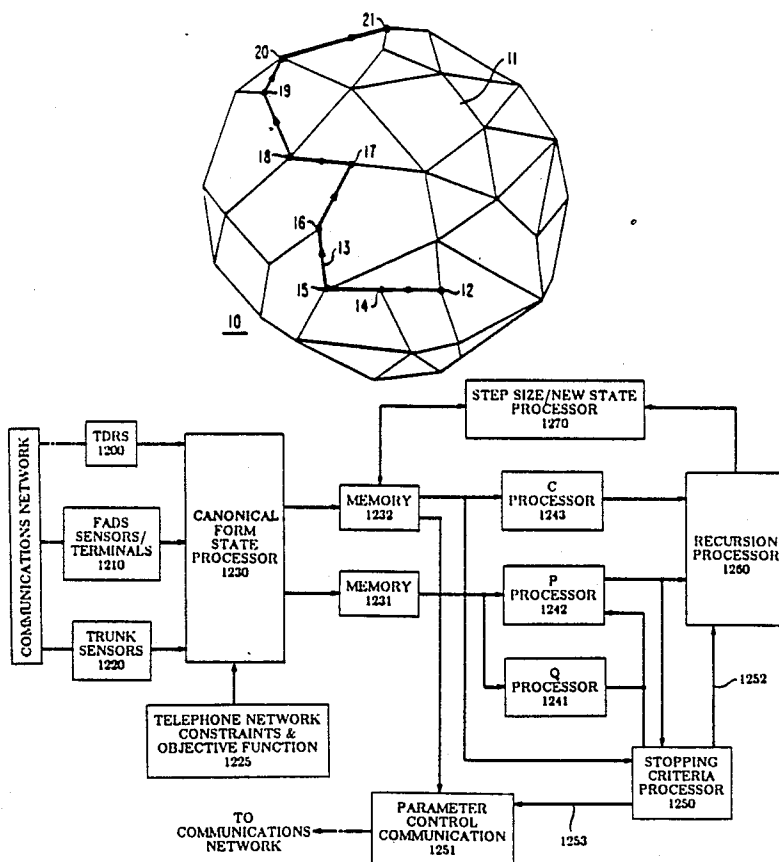 21
20
11
19
18
17
16
13
15
14
12
10
COMMUNICATIONS NETWORK
TDRS
1200
FADS
SENSORS/
TERMINALS
1210
TRUNK
SENSORS
1220
CANONICAL
FORM
STATE
PROCESSOR
1230
TELEPHONE NETWORK
CONSTRAINTS &
OBJECTIVE FUNCTION
1225
MEMORY
1232
MEMORY
1231
STEP SIZE/NEW STATE
PROCESSOR
1270
C
PROCESSOR
1243
P
PROCESSOR
1242
Q
PROCESSOR
1241
RECURSION
PROCESSOR
1260
1252
STOPPING
CRITERIA
PROCESSOR
1250
1253
PARAMETER
CONTROL
COMMUNICATION
1251
TO
COMMUNICATIONS
NETWORK